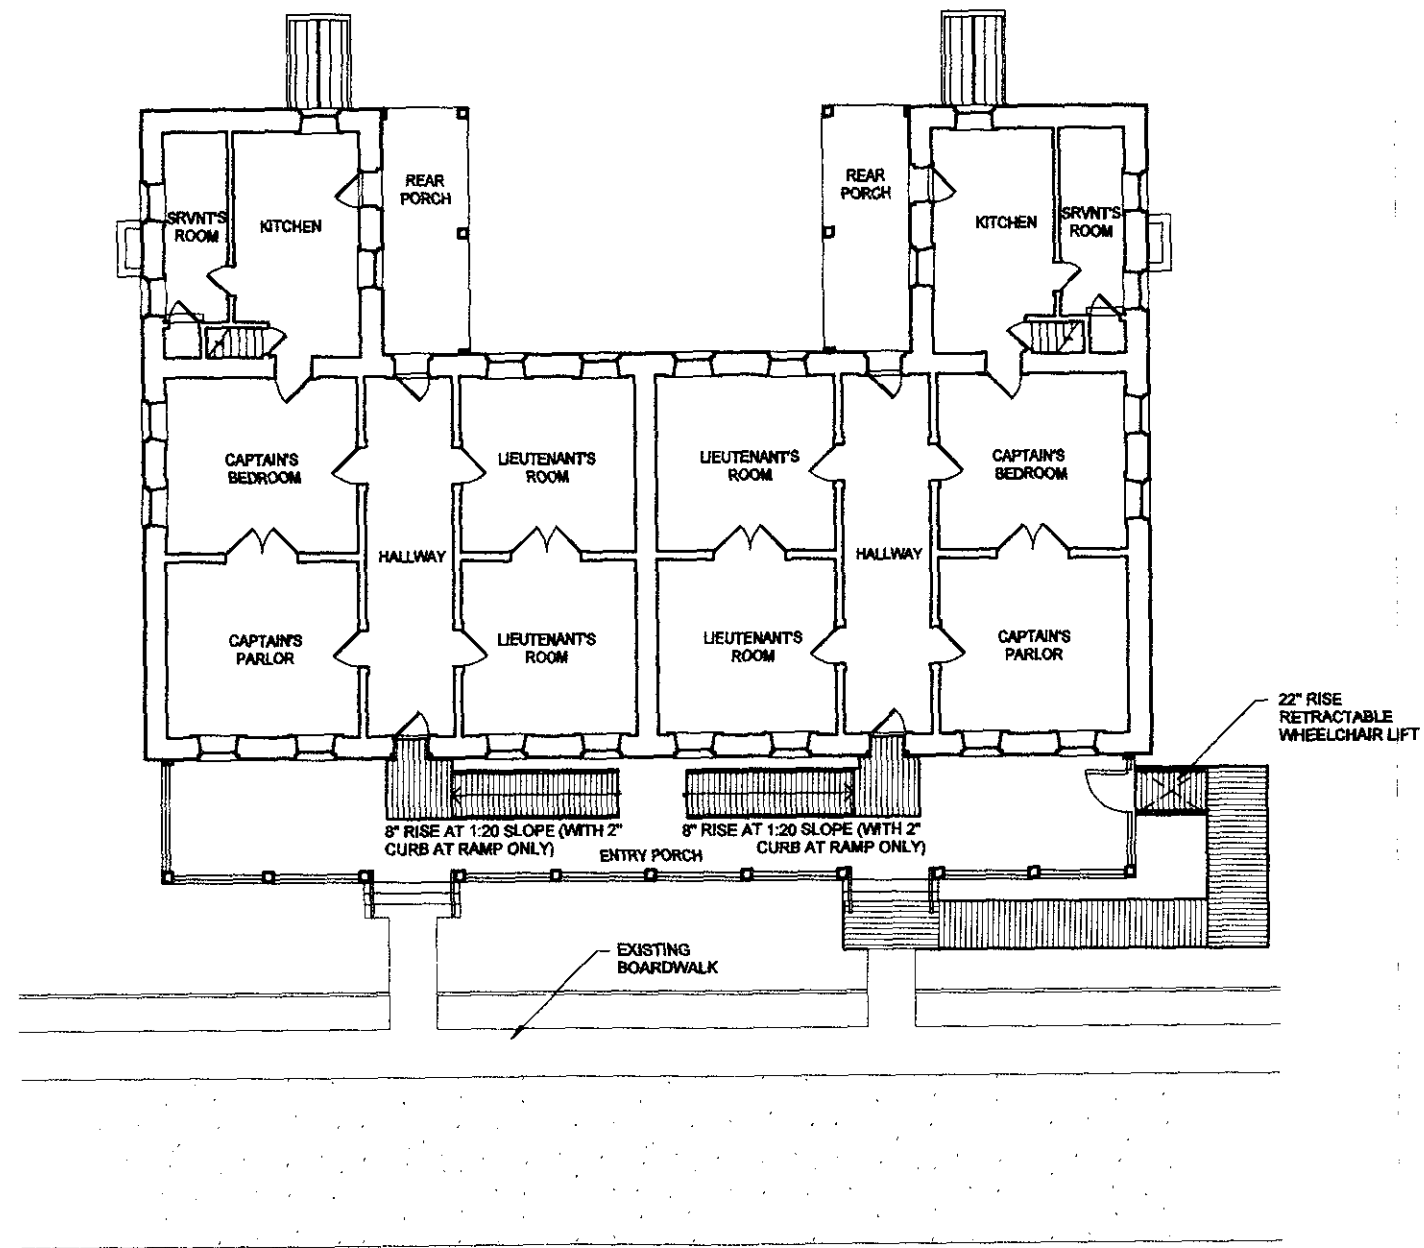 REAR
PORCH
REAR
PORCH
SRVNT'S
ROOM
KITCHEN
KITCHEN
SRVNT'S
ROOM
CAPTAIN'S
BEDROOM
LIEUTENANT'S
ROOM
LIEUTENANT'S
ROOM
CAPTAIN'S
BEDROOM
HALLWAY
HALLWAY
CAPTAIN'S
PARLOR
LIEUTENANT'S
ROOM
LIEUTENANT'S
ROOM
CAPTAIN'S
PARLOR
22" RISE
RETRACTABLE
WHEELCHAIR LIFT
8" RISE AT 1:20 SLOPE (WITH 2"
CURB AT RAMP ONLY)
8" RISE AT 1:20 SLOPE (WITH 2"
CURB AT RAMP ONLY)
ENTRY PORCH
EXISTING
BOARDWALK